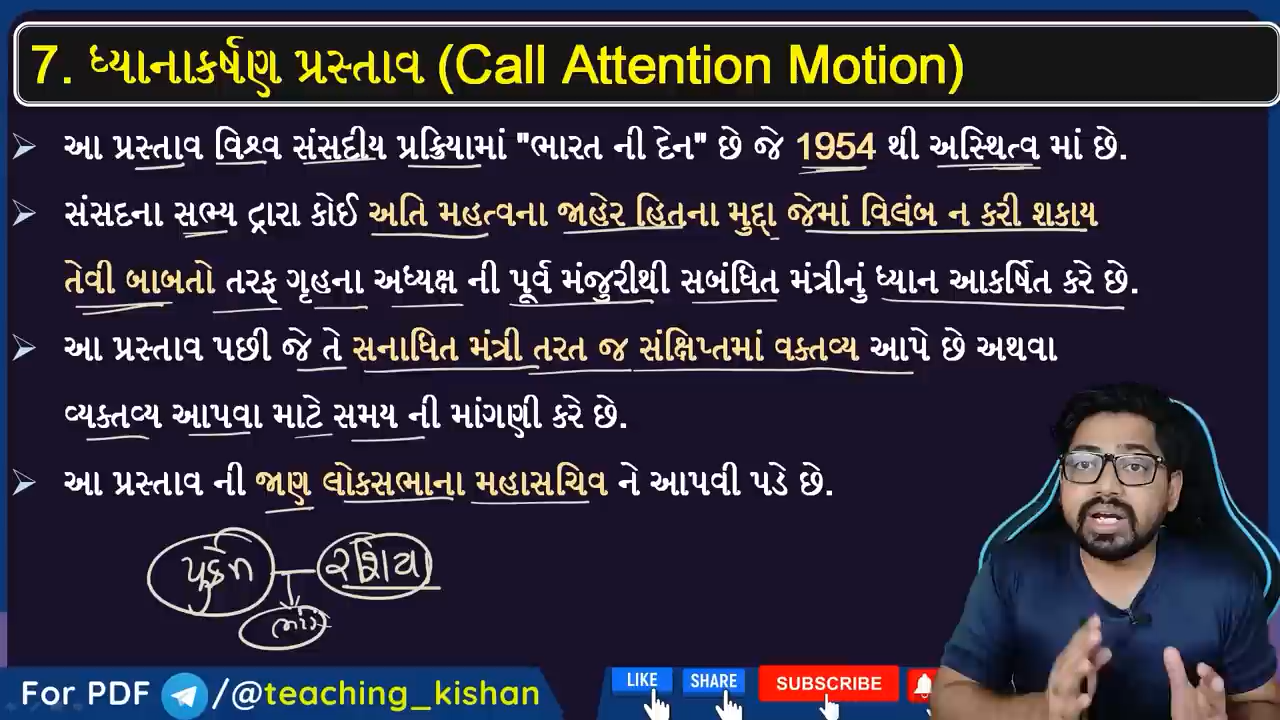 7. ધ્યાનાકર્ષણ પ્રસ્તાવ (Call Attention Motion)
આ પ્રસ્તાવ વિશ્વ સંસદીય પ્રક્રિયામાં "ભારત ની દેન" છે જે 1954 થી અસ્થિત્વ માં છે.
સંસદના સભ્ય દ્રારા કોઈ અતિ મહત્વના જાહેર હિતના મુદ્દા જેમાં વિલંબ ન કરી શકાય
તેવી બાબતો તરફ ગૃહના અધ્યક્ષ ની પૂર્વ મંજુરીથી સબંધિત મંત્રીનું ધ્યાન આકર્ષિત કરે છે.
આ પ્રસ્તાવ પછી જે તે સનાધિત મંત્રી તરત જ સંક્ષિપ્તમાં વક્તવ્ય આપે છે અથવા
વ્યક્તવ્ય આપવા માટે સમય ની માંગણી કરે છે.
આ પ્રસ્તાવ ની જાણ લોકસભાના મહાસચિવ ને આપવી પડે છે.
For PDF /@teaching_kishan
LIKE SHARE SUBSCRIBE